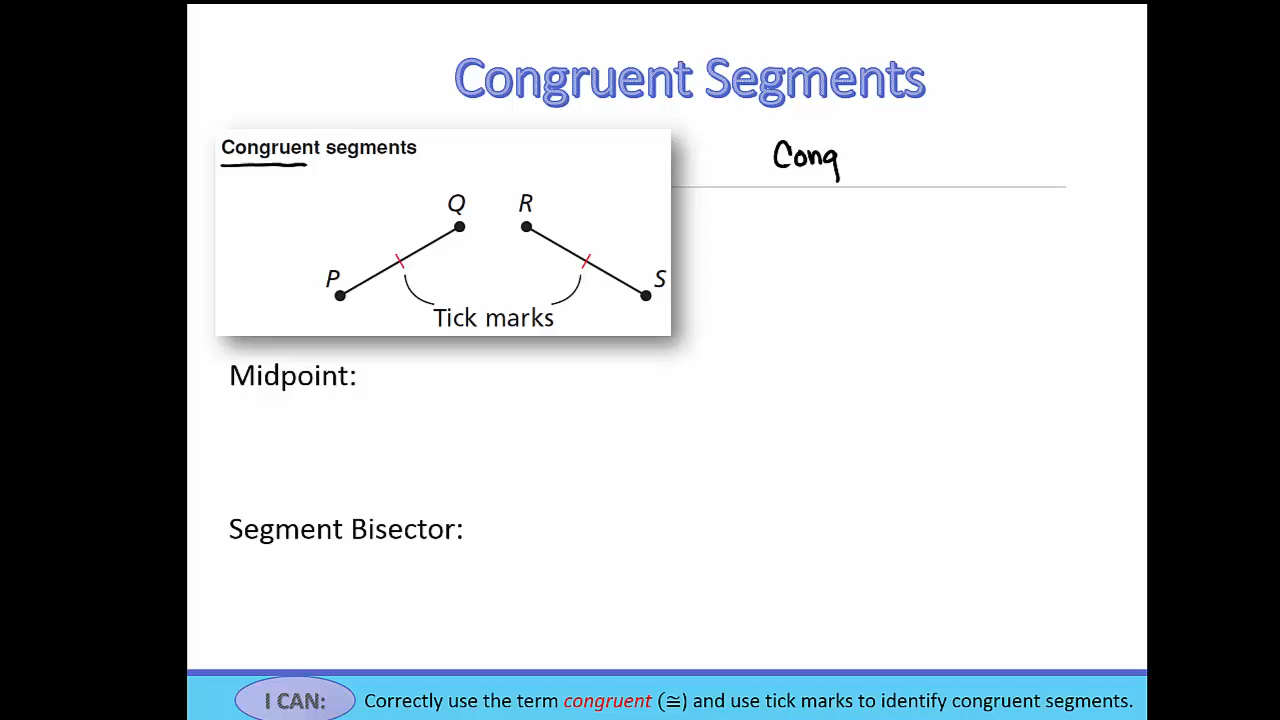 Congruent Segments
Congruent segments
Cong
Q R
P S
Tick marks
Midpoint:
Segment Bisector:
I CAN: Correctly use the term congruent (≅) and use tick marks to identify congruent segments.